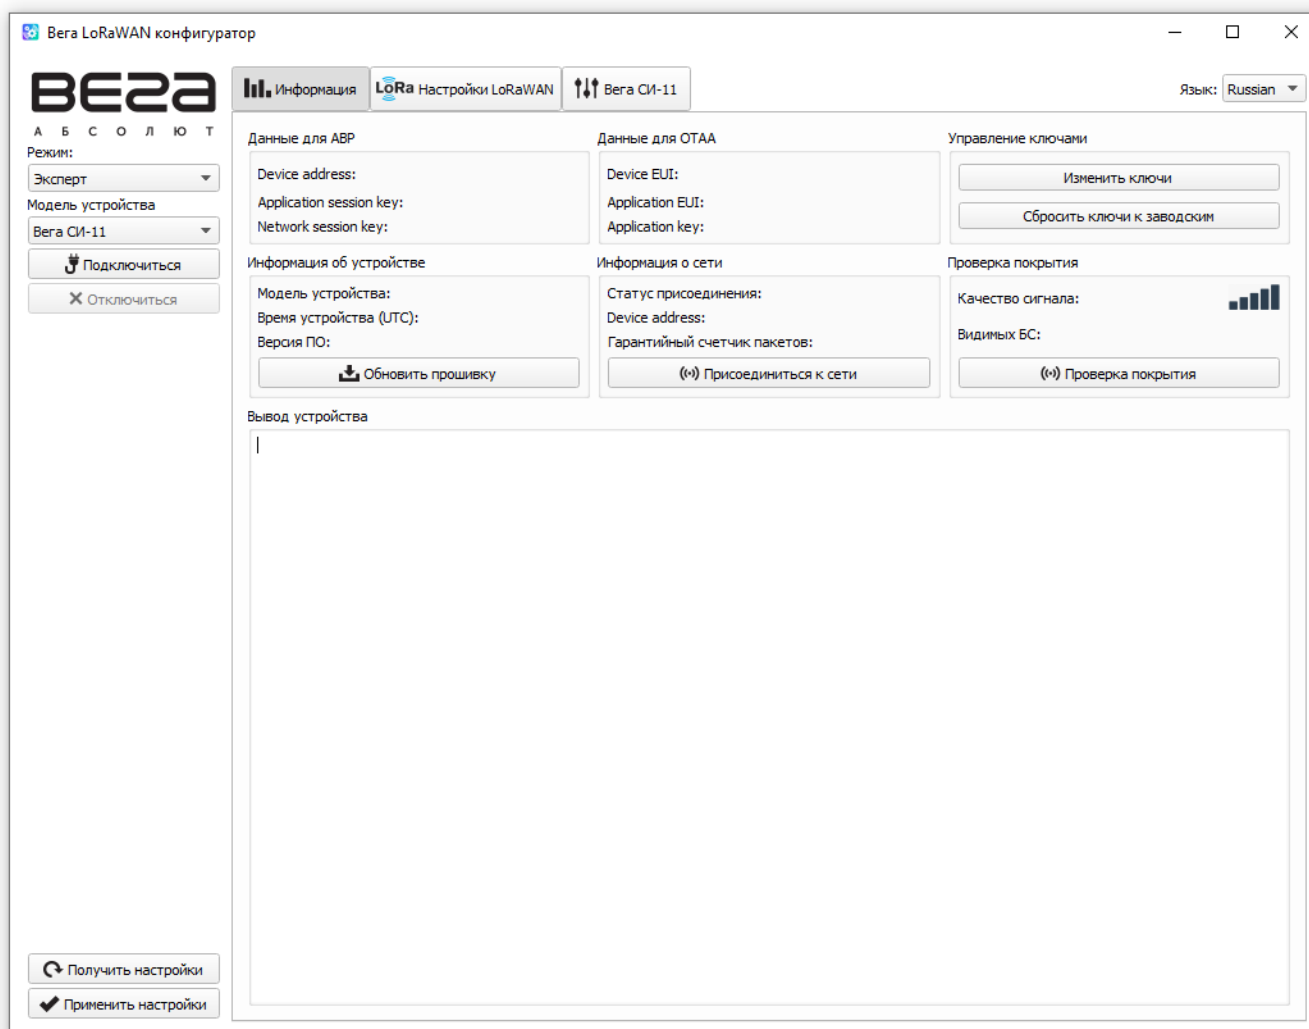 Вега LoRaWAN конфигуратор
ВЕГА
АБСОЛЮТ
Режим:
Эксперт
Модель устройства
Вега СИ-11
Подключиться
Отключиться
Получить настройки
Применить настройки
Информация
LoRa Настройки LoRaWAN
Вега СИ-11
Язык: Russian
Данные для ABP
Device address:
Application session key:
Network session key:
Данные для OTAA
Device EUI:
Application EUI:
Application key:
Управление ключами
Изменить ключи
Сбросить ключи к заводским
Информация об устройстве
Модель устройства:
Время устройства (UTC):
Версия ПО:
Обновить прошивку
Информация о сети
Статус присоединения:
Device address:
Гарантийный счетчик пакетов:
Присоединиться к сети
Проверка покрытия
Качество сигнала:
Видимых БС:
Проверка покрытия
Вывод устройства